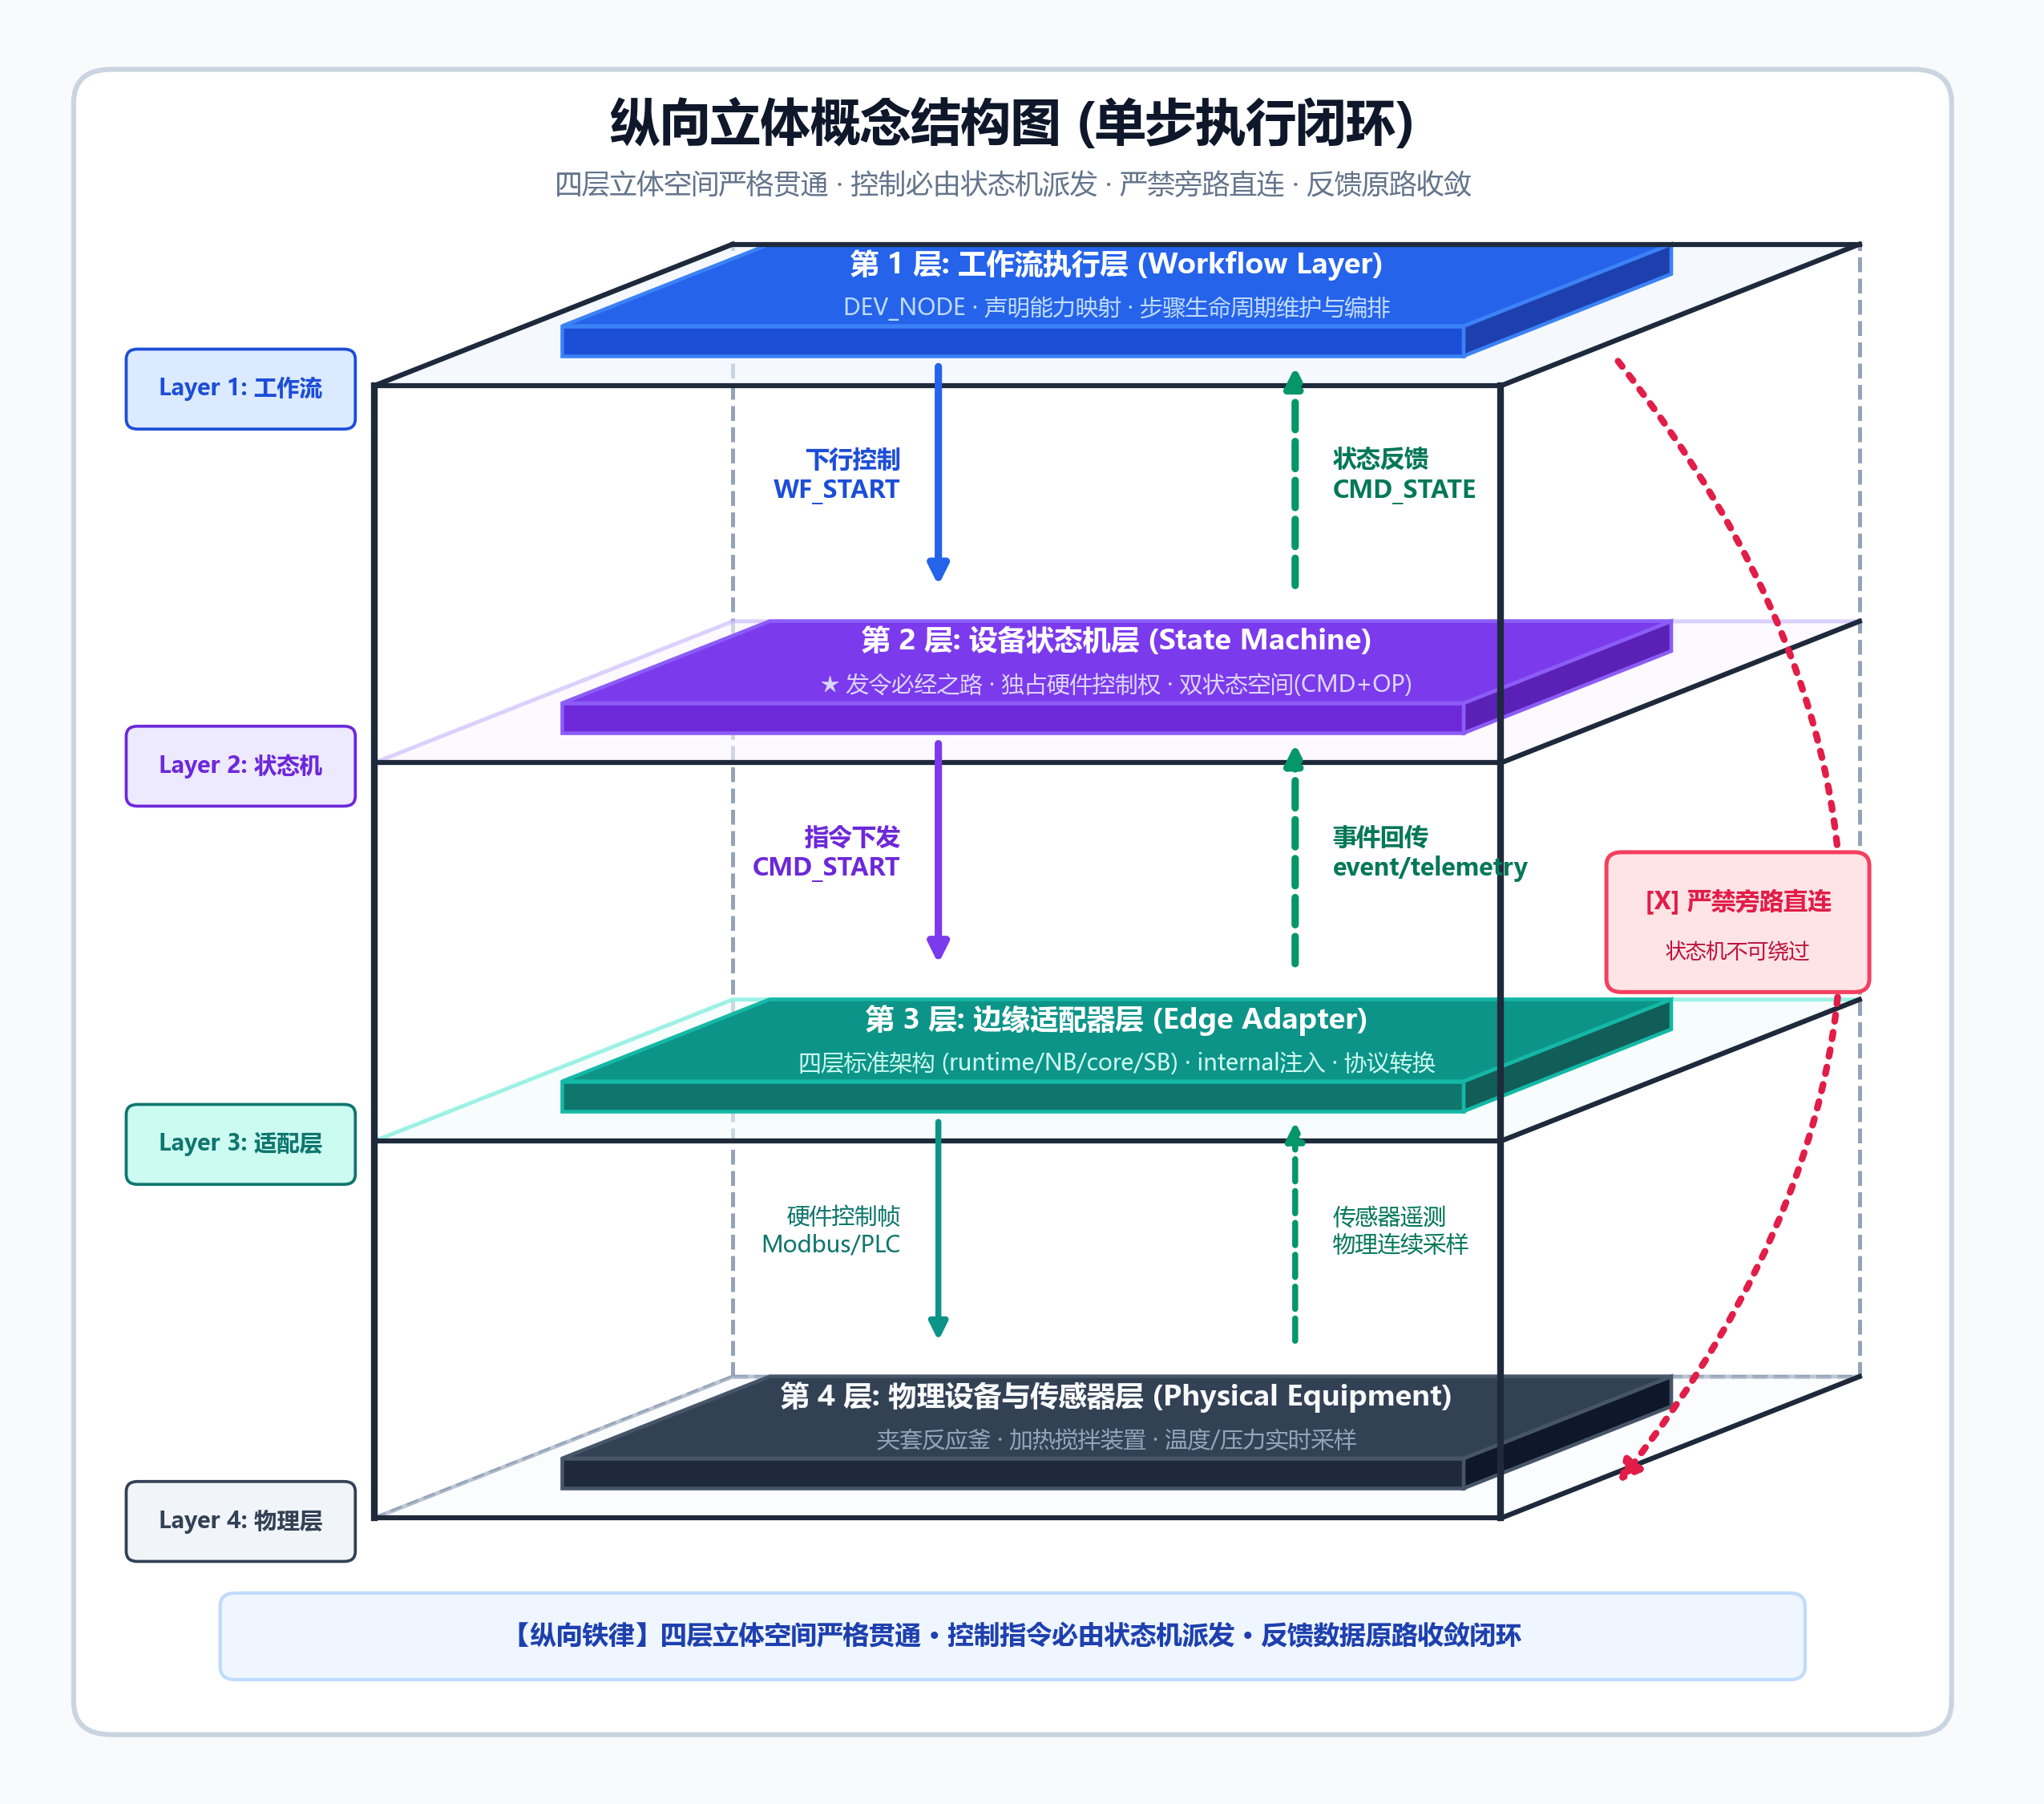 纵向立体概念结构图 (单步执行闭环)
四层立体空间严格贯通 · 控制必由状态机派发 · 严禁旁路直连 · 反馈原路收敛
第 1 层: 工作流执行层 (Workflow Layer)
DEV_NODE · 声明能力映射 · 步骤生命周期维护与编排
Layer 1: 工作流
下行控制
WF_START
状态反馈
CMD_STATE
第 2 层: 设备状态机层 (State Machine)
★ 发令必经之路 · 独占硬件控制权 · 双状态空间(CMD+OP)
Layer 2: 状态机
指令下发
CMD_START
事件回传
event/telemetry
[X] 严禁旁路直连
状态机不可绕过
第 3 层: 边缘适配器层 (Edge Adapter)
四层标准架构 (runtime/NB/core/SB) · internal注入 · 协议转换
Layer 3: 适配层
硬件控制帧
Modbus/PLC
传感器遥测
物理连续采样
第 4 层: 物理设备与传感器层 (Physical Equipment)
夹套反应釜 · 加热搅拌装置 · 温度/压力实时采样
Layer 4: 物理层
【纵向铁律】四层立体空间严格贯通 • 控制指令必由状态机派发 • 反馈数据原路收敛闭环